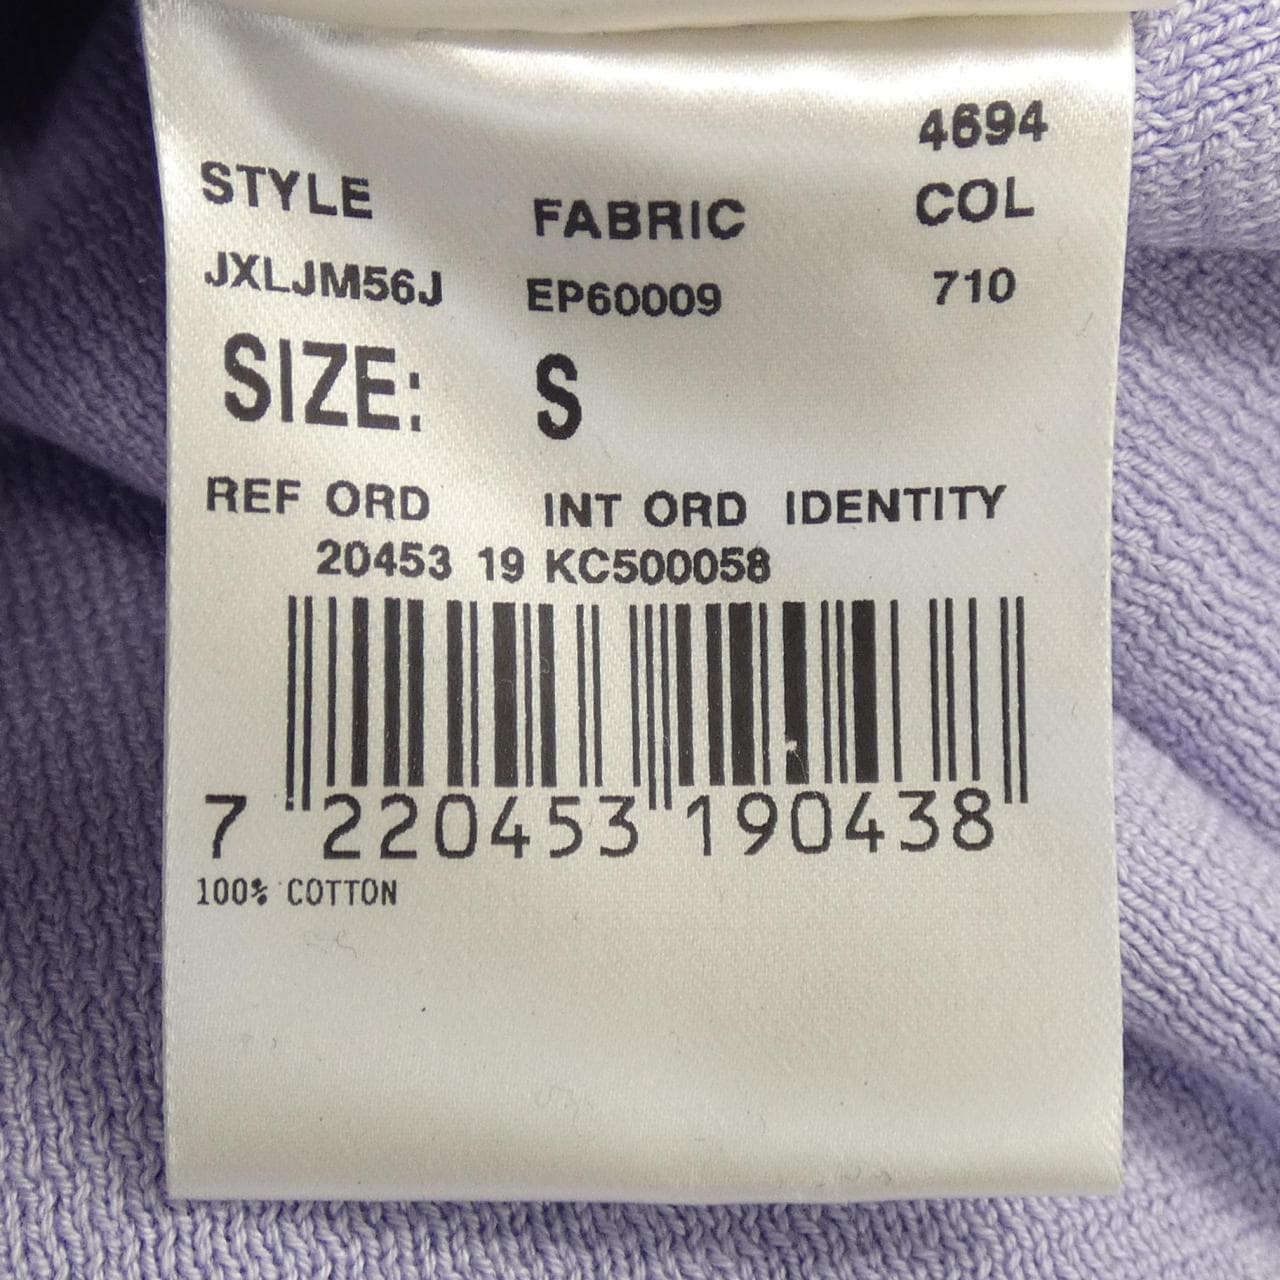 4694
STYLE FABRIC COL
JXLJM56J EP60009 710
SIZE: S
REF ORD INT ORD IDENTITY
20453 19 KC500058
7 220453 190438
100% COTTON